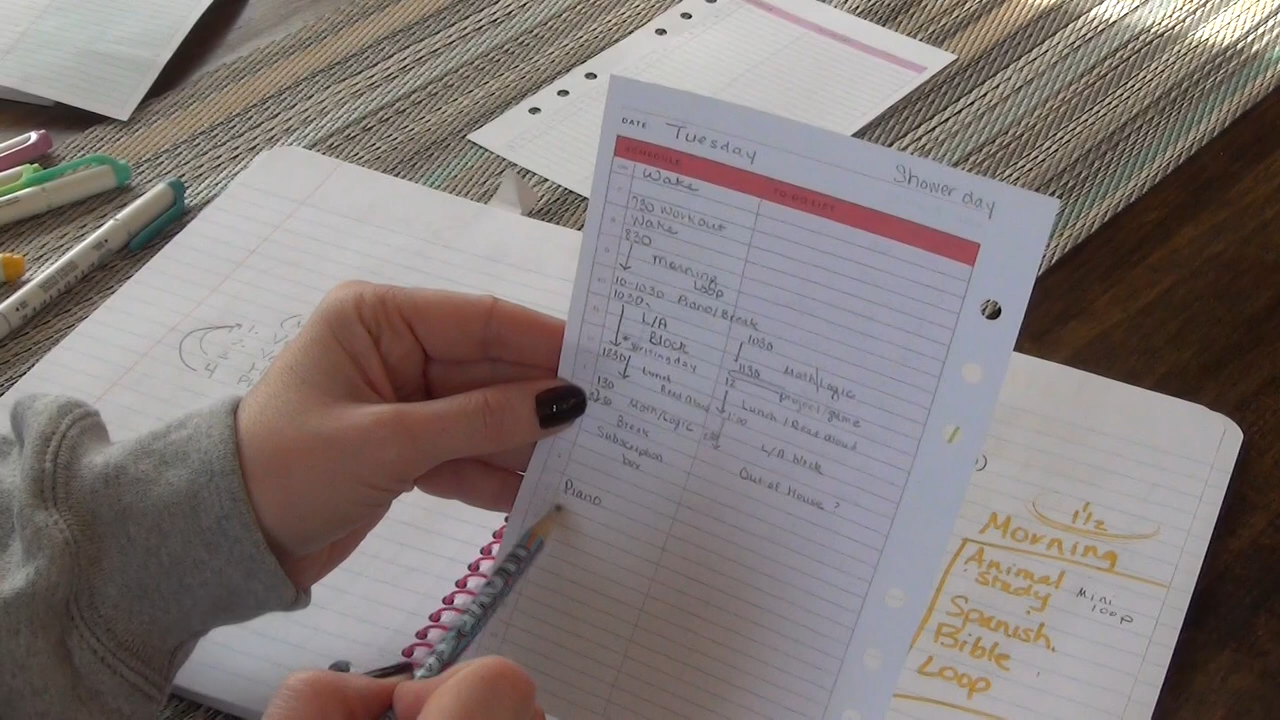 DATE Tuesday
Shower day
SCHEDULE
TO DO LIST
Wake
730 Workout
Wake
830
Morning
Loop
10-1030 Piano/Break
1030
L/A
Block
*writing day
1230
Lunch
Read Aloud
130
Math/Logic
Break
Subscription
box
Piano
1030
1130 Math/Logic
12 project/game
Lunch / Read aloud
1:00
L/A block
Out of House?
1 1/2
Morning
Animal
Study
Mini
loop
Spanish
Bible
Loop